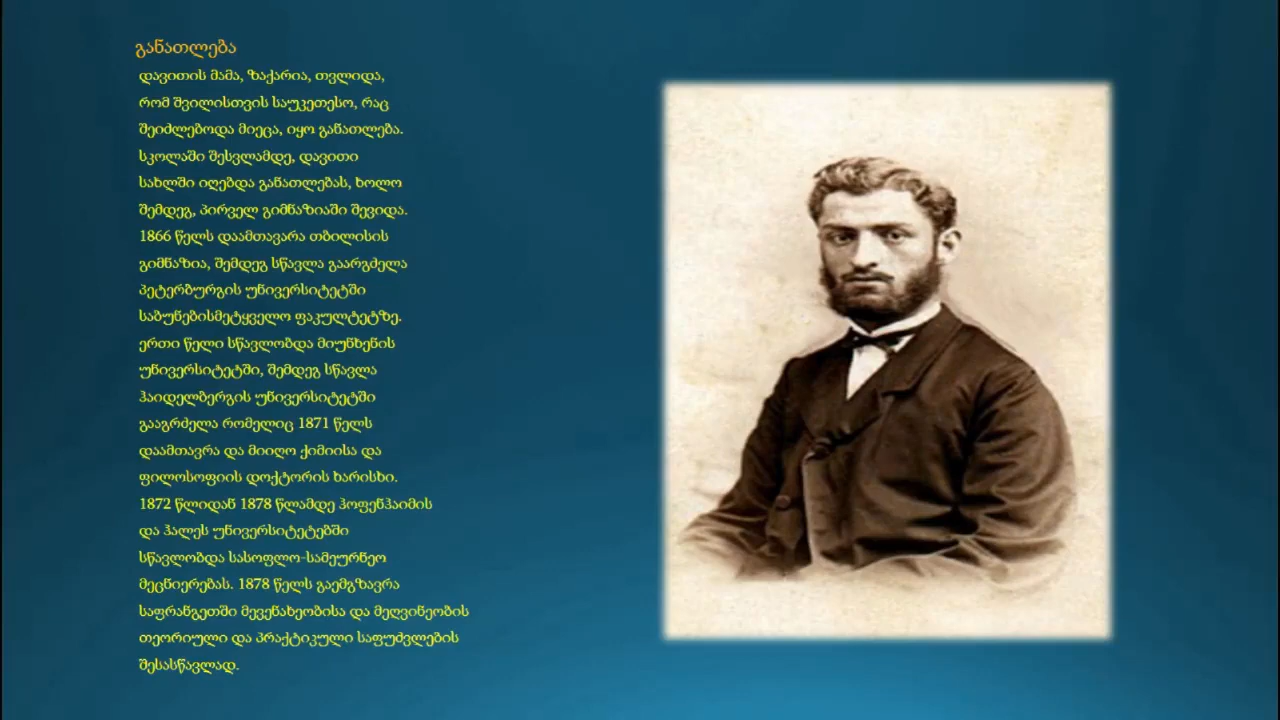 განათლება
დავითის მამა, ზაქარია, თვლიდა,
რომ შვილისთვის საუკეთესო, რაც
შეიძლებოდა მიეცა, იყო განათლება.
სკოლაში შესვლამდე, დავითი
სახლში იღებდა განათლებას, ხოლო
შემდეგ, პირველ გიმნაზიაში შევიდა.
1866 წელს დაამთავარა თბილისის
გიმნაზია, შემდეგ სწავლა გაარგძელა
პეტერბურგის უნივერსიტეტში
საბუნებისმეტყველო ფაკულტეტზე.
ერთი წელი სწავლობდა მიუნხენის
უნივერსიტეტში, შემდეგ სწავლა
ჰაიდელბერგის უნივერსიტეტში
გააგრძელა რომელიც 1871 წელს
დაამთავრა და მიიღო ქიმიისა და
ფილოსოფიის დოქტორის ხარისხი.
1872 წლიდან 1878 წლამდე ჰოფენჰაიმის
და ჰალეს უნივერსიტეტებში
სწავლობდა სასოფლო-სამეურნეო
მეცნიერებას. 1878 წელს გაემგზავრა
საფრანგეთში მევენახეობისა და მეღვინეობის
თეორიული და პრაქტიკული საფუძვლების
შესასწავლად.